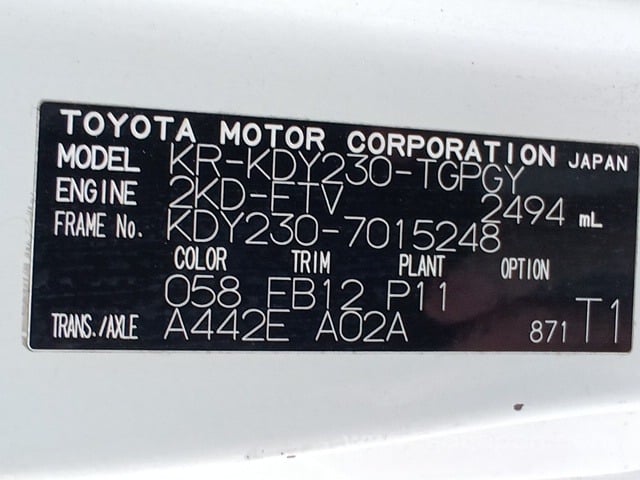 TOYOTA MOTOR CORPORATION JAPAN
MODEL KR-KDY230-TGPGY
ENGINE 2KD-FTV 2494 mL
FRAME No. KDY230-7015248
COLOR TRIM PLANT OPTION
058 FB12 P11
TRANS./AXLE A442E A02A 871 T1